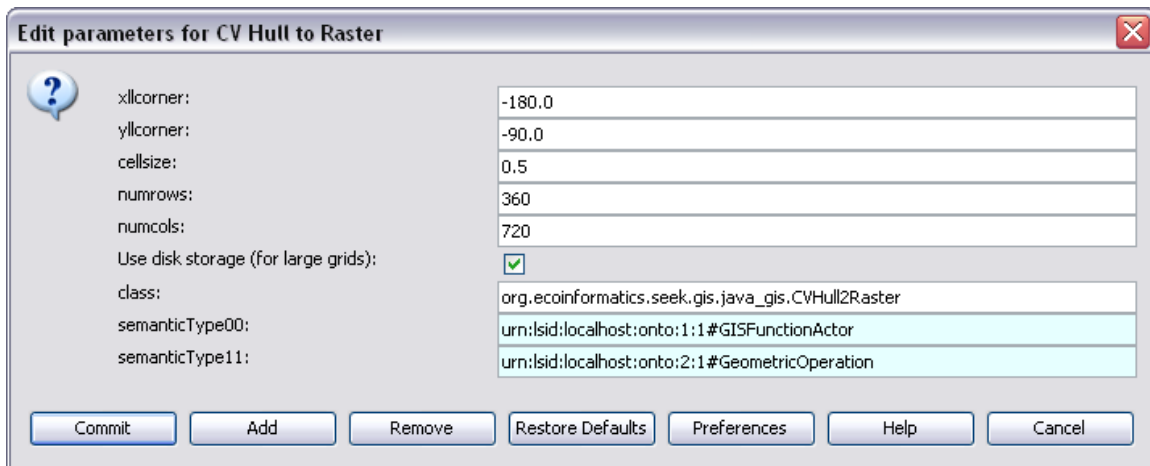 Edit parameters for CV Hull to Raster
xllcorner: -180.0
yllcorner: -90.0
cellsize: 0.5
numrows: 360
numcols: 720
Use disk storage (for large grids):
class: org.ecoinformatics.seek.gis.java_gis.CVHull2Raster
semanticType00: urn:lsid:localhost:onto:1:1#GISFunctionActor
semanticType11: urn:lsid:localhost:onto:2:1#GeometricOperation
Commit Add Remove Restore Defaults Preferences Help Cancel